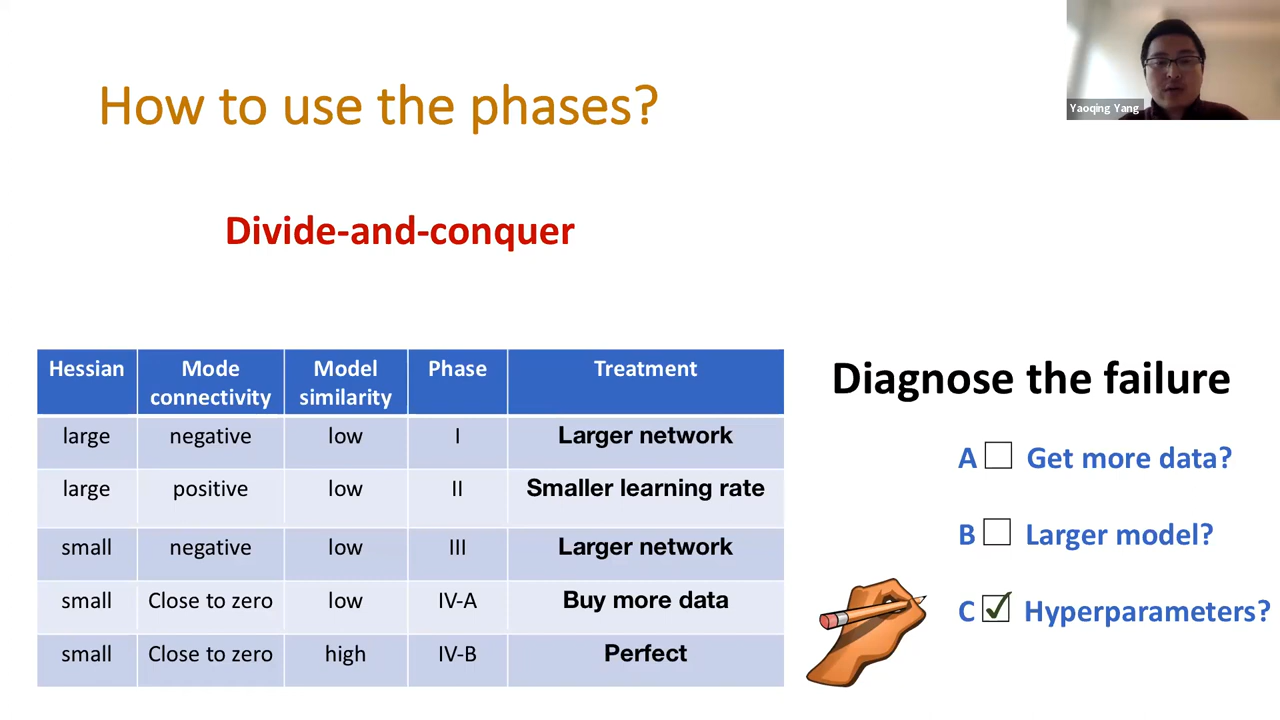 How to use the phases?
Yaoqing Yang
Divide-and-conquer
Hessian Mode connectivity Model similarity Phase Treatment
large negative low I Larger network
large positive low II Smaller learning rate
small negative low III Larger network
small Close to zero low IV-A Buy more data
small Close to zero high IV-B Perfect
Diagnose the failure
A Get more data?
B Larger model?
C Hyperparameters?